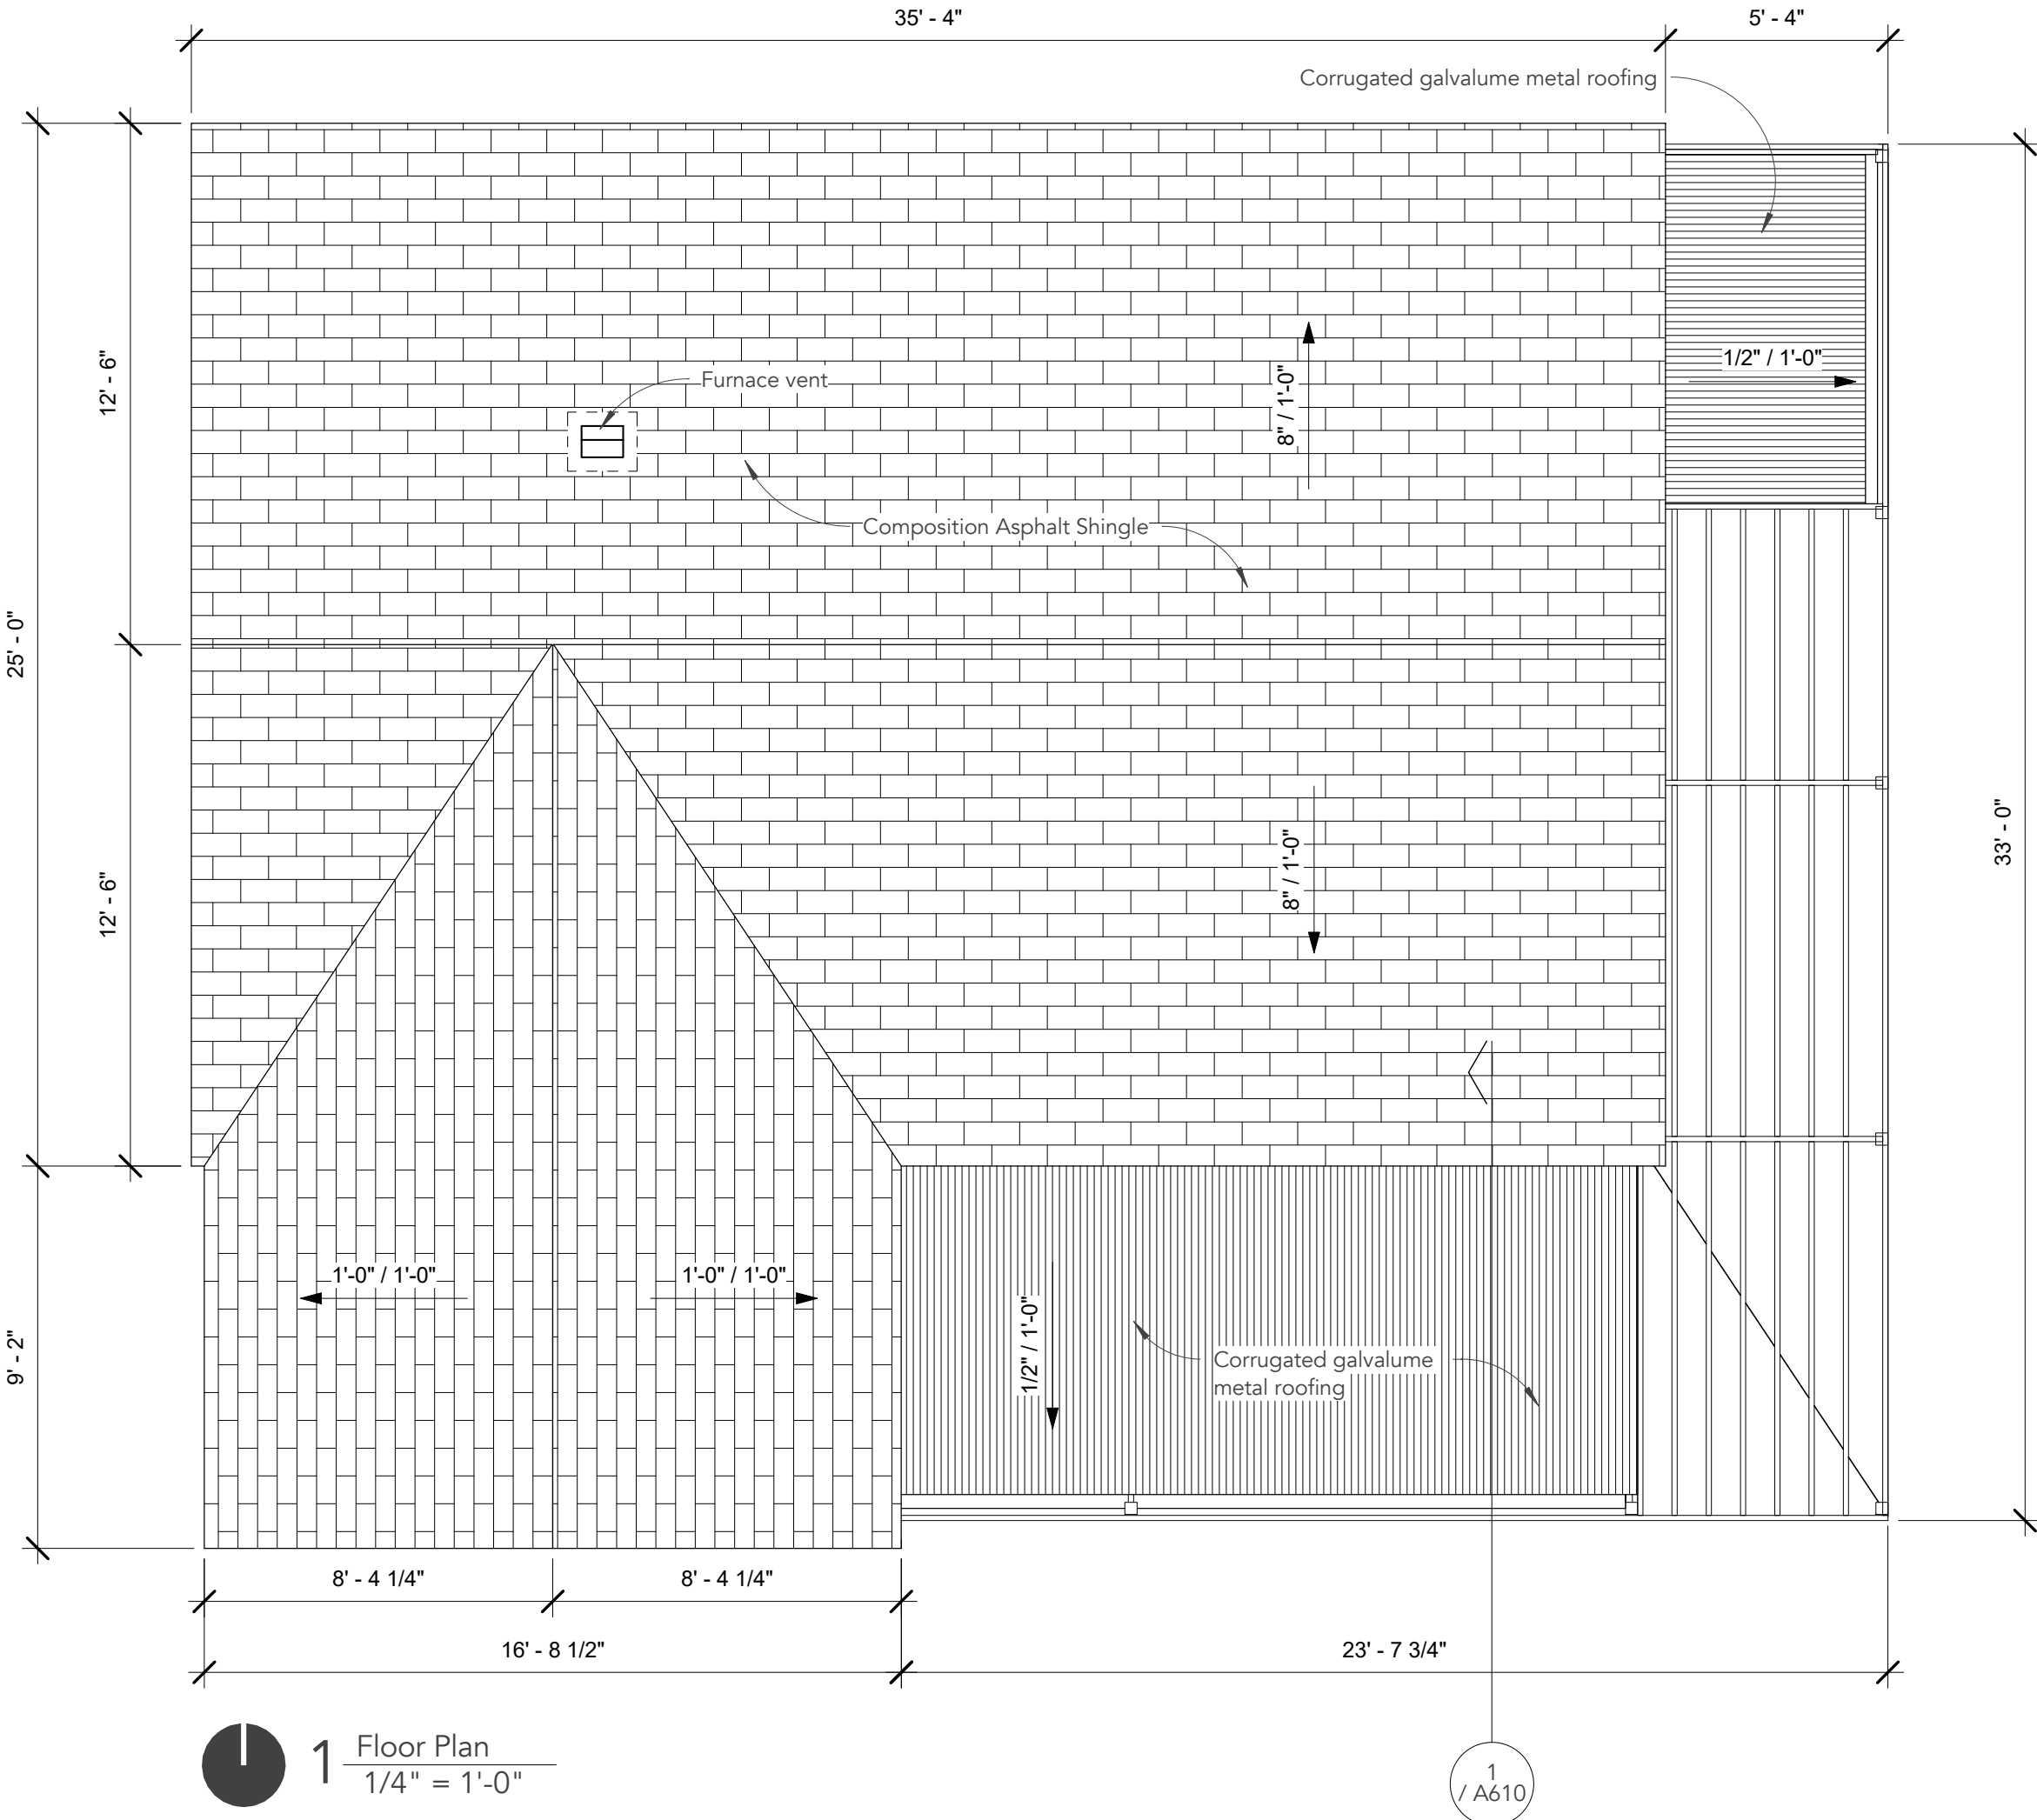 35' - 4"
5' - 4"
Corrugated galvalume metal roofing
12' - 6"
1/2" / 1'-0"
Furnace vent
8" / 1'-0"
Composition Asphalt Shingle
25' - 0"
33' - 0"
12' - 6"
8" / 1'-0"
1'-0" / 1'-0"
1'-0" / 1'-0"
9' - 2"
1/2" / 1'-0"
Corrugated galvalume
metal roofing
8' - 4 1/4"
8' - 4 1/4"
16' - 8 1/2"
23' - 7 3/4"
1
Floor Plan
1/4" = 1'-0"
1
/ A610